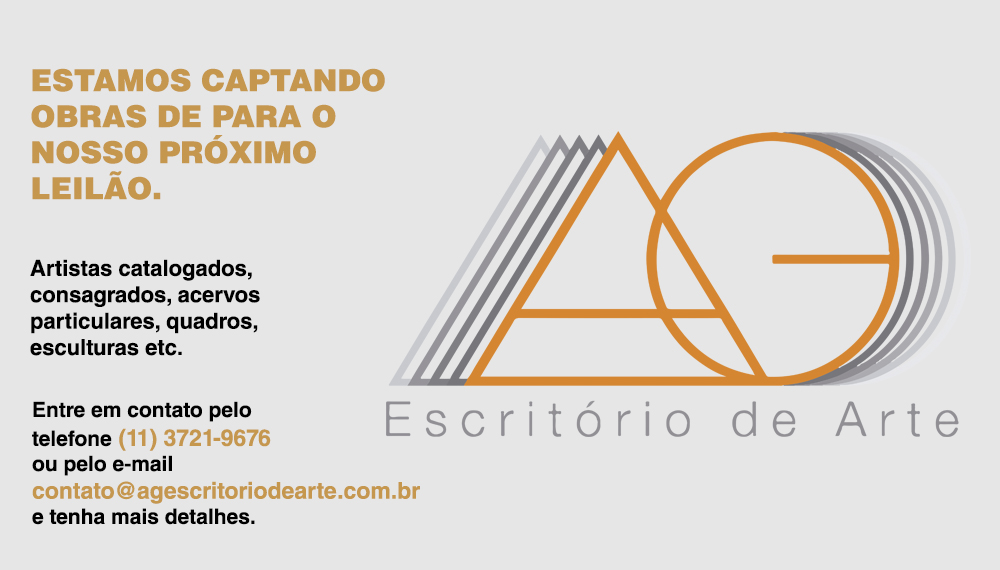 ESTAMOS CAPTANDO
OBRAS DE PARA O
NOSSO PRÓXIMO
LEILÃO.
Artistas catalogados,
consagrados, acervos
particulares, quadros,
esculturas etc.
Entre em contato pelo
telefone (11) 3721-9676
ou pelo e-mail
contato@agescritoriodearte.com.br
e tenha mais detalhes.
AG
Escritório de Arte